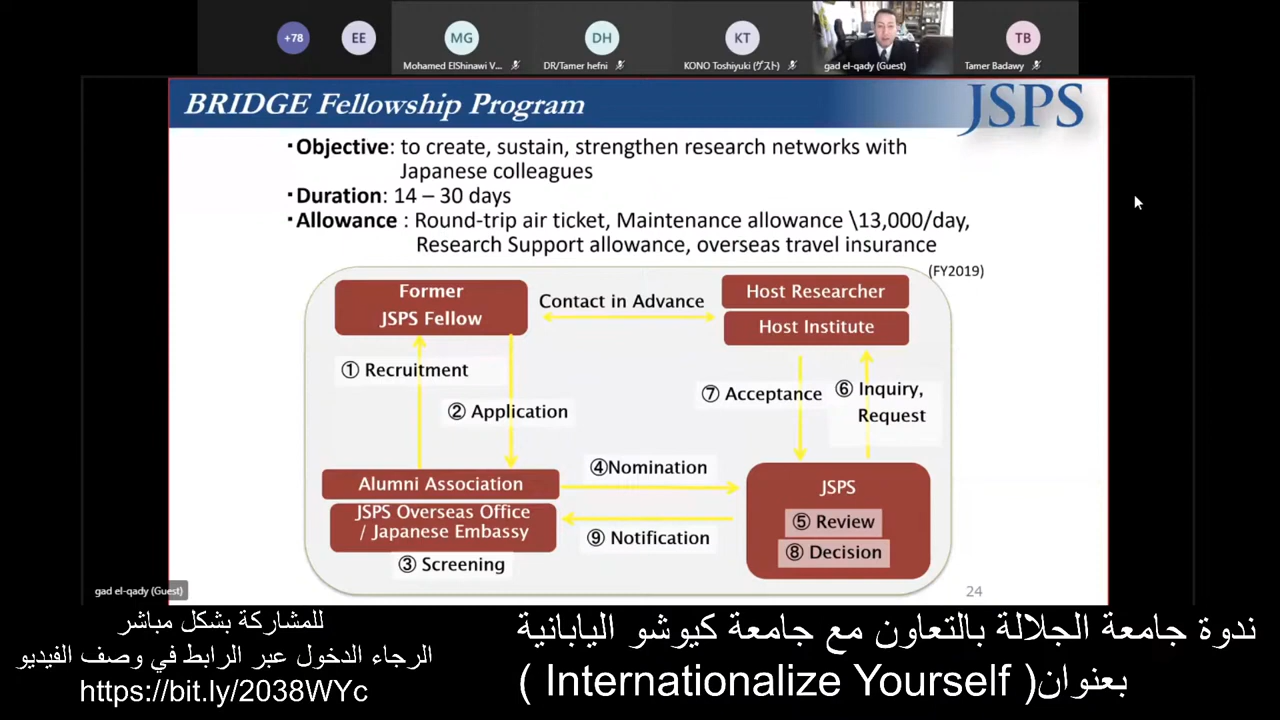 +78
EE
MG
DH
KT
TB
Mohamed ElShinawi V...
DR/Tamer hefni
KONO Toshiyuki (ゲスト)
gad el-qady (Guest)
Tamer Badawy
BRIDGE Fellowship Program
JSPS
・Objective: to create, sustain, strengthen research networks with
Japanese colleagues
・Duration: 14 – 30 days
・Allowance : Round-trip air ticket, Maintenance allowance \13,000/day,
Research Support allowance, overseas travel insurance
(FY2019)
Former
JSPS Fellow
Contact in Advance
Host Researcher
Host Institute
① Recruitment
② Application
⑦ Acceptance
⑥ Inquiry,
Request
Alumni Association
JSPS Overseas Office
/ Japanese Embassy
③ Screening
④Nomination
⑨ Notification
JSPS
⑤ Review
⑧ Decision
24
gad el-qady (Guest)
ندوة جامعة الجلالة بالتعاون مع جامعة كيوشو اليابانية
بعنوان( Internationalize Yourself )
للمشاركة بشكل مباشر
الرجاء الدخول عبر الرابط في وصف الفيديو
https://bit.ly/2038WYc